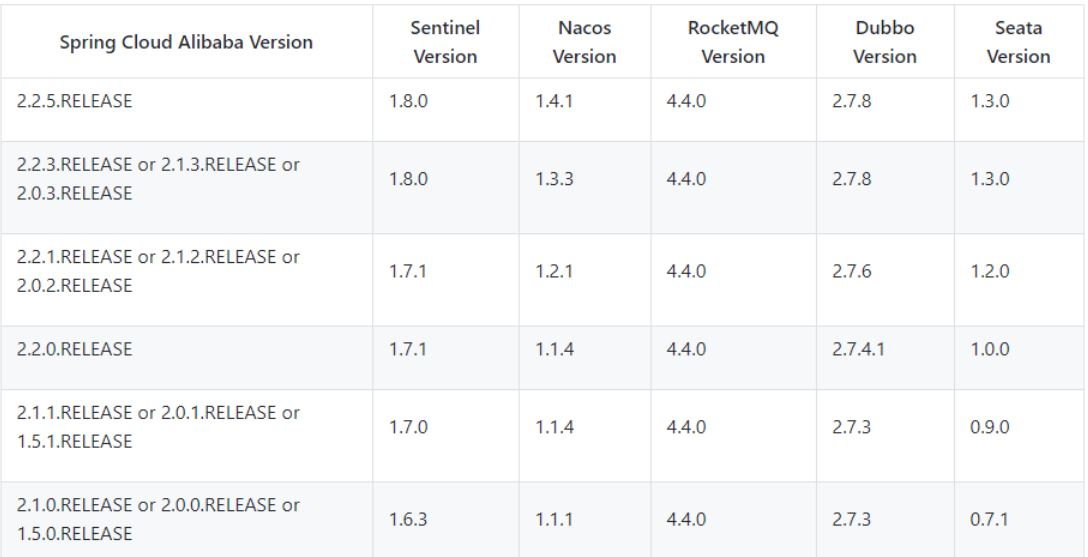 Spring Cloud Alibaba Version Sentinel Version Nacos Version RocketMQ Version Dubbo Version Seata Version
2.2.5.RELEASE 1.8.0 1.4.1 4.4.0 2.7.8 1.3.0
2.2.3.RELEASE or 2.1.3.RELEASE or
2.0.3.RELEASE 1.8.0 1.3.3 4.4.0 2.7.8 1.3.0
2.2.1.RELEASE or 2.1.2.RELEASE or
2.0.2.RELEASE 1.7.1 1.2.1 4.4.0 2.7.6 1.2.0
2.2.0.RELEASE 1.7.1 1.1.4 4.4.0 2.7.4.1 1.0.0
2.1.1.RELEASE or 2.0.1.RELEASE or
1.5.1.RELEASE 1.7.0 1.1.4 4.4.0 2.7.3 0.9.0
2.1.0.RELEASE or 2.0.0.RELEASE or
1.5.0.RELEASE 1.6.3 1.1.1 4.4.0 2.7.3 0.7.1